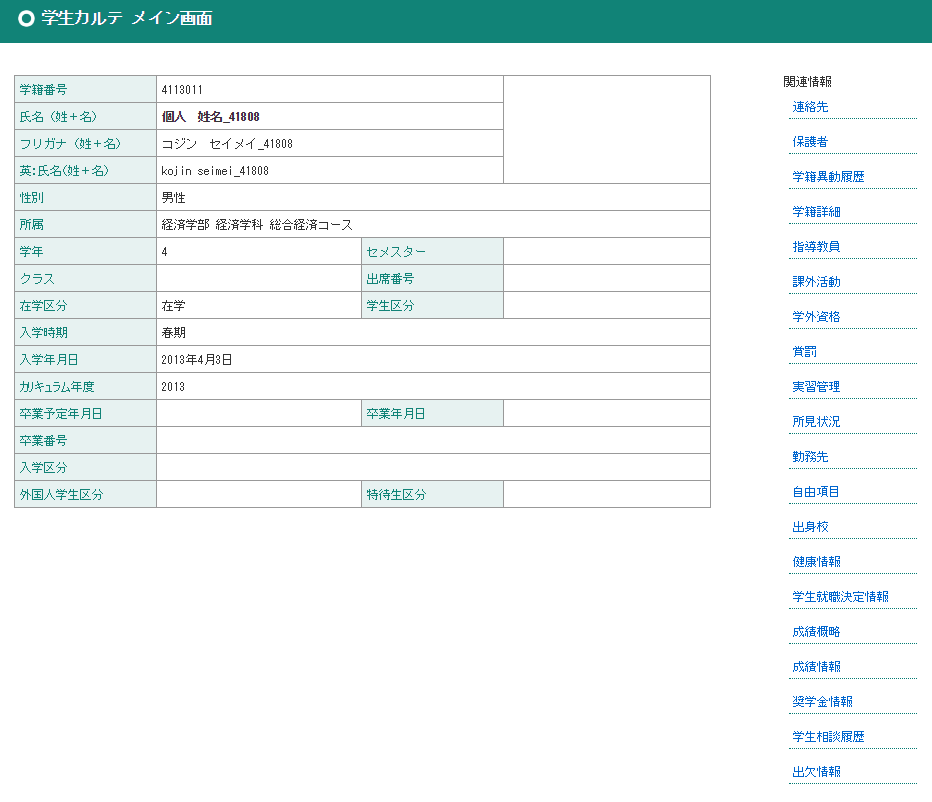 学生カルテ メイン画面
学籍番号 4113011
氏名（姓＋名） 個人　姓名_41808
フリガナ（姓＋名） コジン　セイメイ_41808
英:氏名(姓＋名) kojin seimei_41808
性別 男性
所属 経済学部 経済学科 総合経済コース
学年 4 セメスター
クラス 出席番号
在学区分 在学 学生区分
入学時期 春期
入学年月日 2013年4月3日
カリキュラム年度 2013
卒業予定年月日 卒業年月日
卒業番号
入学区分
外国人学生区分 特待生区分
関連情報
連絡先
保護者
学籍異動履歴
学籍詳細
指導教員
課外活動
学外資格
賞罰
実習管理
所見状況
勤務先
自由項目
出身校
健康情報
学生就職決定情報
成績概略
成績情報
奨学金情報
学生相談履歴
出欠情報